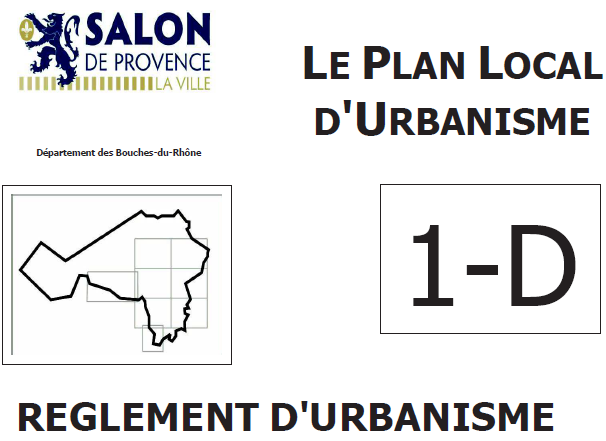 SALON
DE PROVENCE
LA VILLE
LE PLAN LOCAL
D'URBANISME
Département des Bouches-du-Rhône
1-D
REGLEMENT D'URBANISME